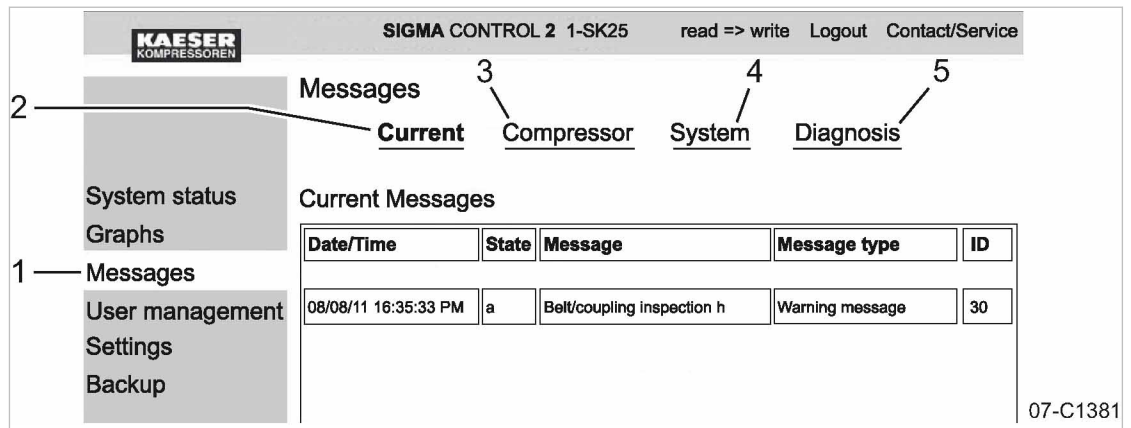 KAESER
KOMPRESSOREN
SIGMA CONTROL 2 1-SK25 read => write Logout Contact/Service
3 4 5
Messages
2
Current Compressor System Diagnosis
System status
Current Messages
Graphs
Date/Time State Message Message type ID
1 Messages
User management
08/08/11 16:35:33 PM a Belt/coupling inspection h Warning message 30
Settings
Backup
07-C1381